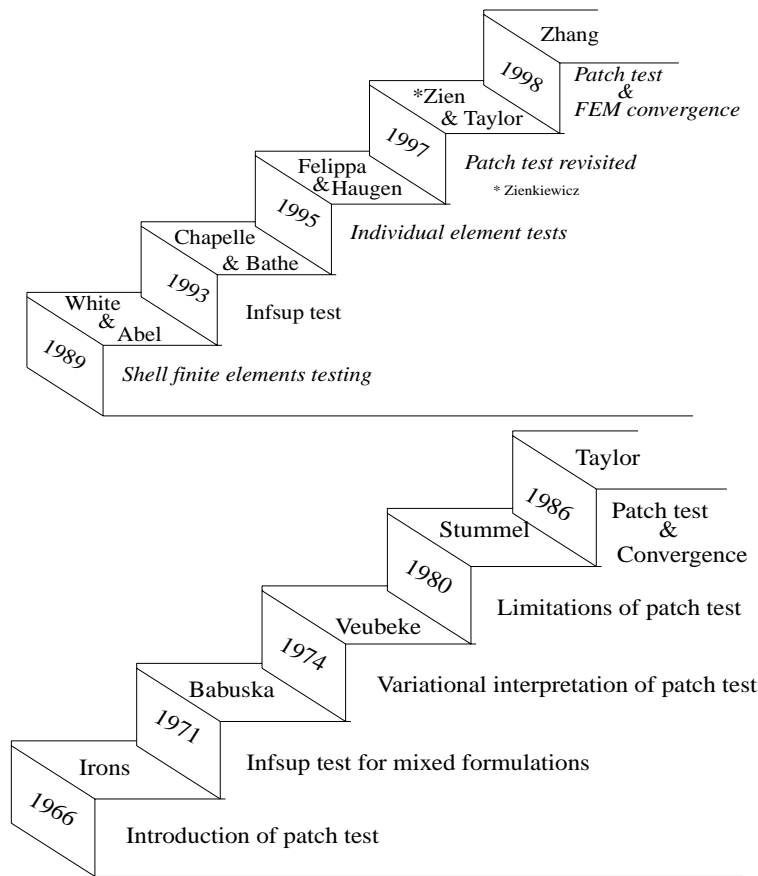 Zhang
1998
Patch test
&
FEM convergence
*Zien
& Taylor
1997
Patch test revisited
* Zienkiewicz
Felippa
& Haugen
1995
Individual element tests
Chapelle
& Bathe
1993
Infsup test
White
&
Abel
1989
Shell finite elements testing
Taylor
1986
Patch test
&
Convergence
Stummel
1980
Limitations of patch test
Veubeke
1974
Variational interpretation of patch test
Babuska
1971
Infsup test for mixed formulations
Irons
1966
Introduction of patch test